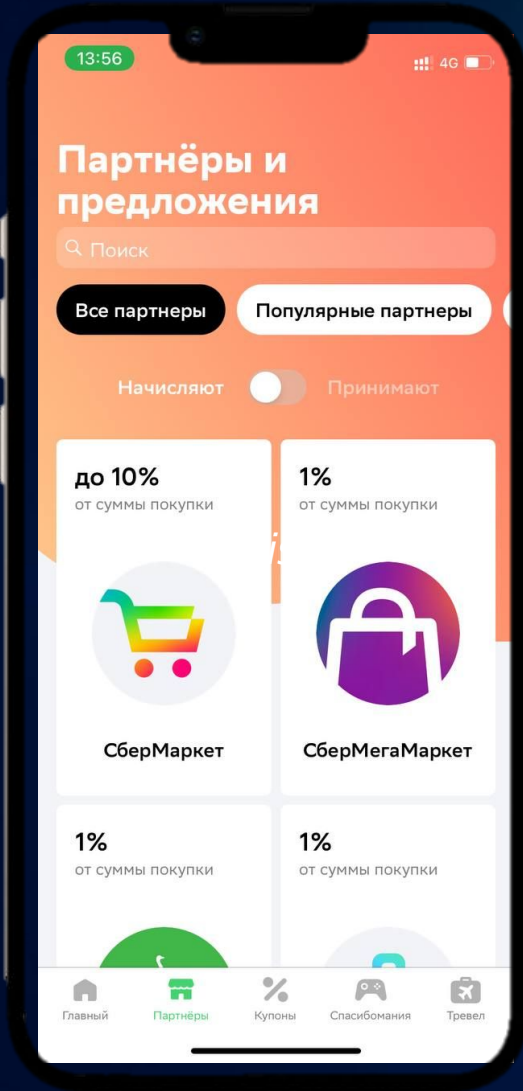 13:56
4G
Партнёры и
предложения
Поиск
Все партнеры
Популярные партнеры
Начисляют
Принимают
до 10%
от суммы покупки
1%
от суммы покупки
СберМаркет
СберМегаМаркет
1%
от суммы покупки
1%
от суммы покупки
Главный
Партнёры
Купоны
Спасибомания
Тревел